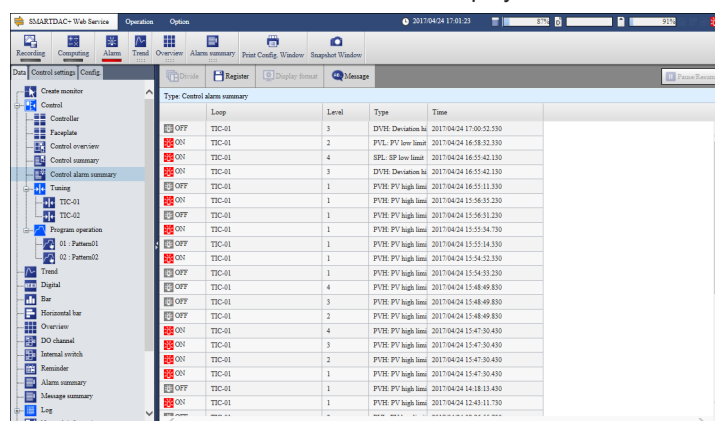 SMARTDAC+ Web Service Operation Option 2017/04/24 17:01:23 87% 91%
Recording Computing Alarm Trend Overview Alarm summary Print Config. Window Snapshot Window
Data Control settings Config.
Divide Register Display format Message Pause Resume
Type: Control alarm summary
Create monitor
Control
Controller
Faceplate
Control overview
Control summary
Control alarm summary
Tuning
TIC-01
TIC-02
Program operation
01 : Pattern01
02 : Pattern02
Trend
Digital
Bar
Horizontal bar
Overview
DO channel
Internal switch
Reminder
Alarm summary
Message summary
Log
Loop Level Type Time
OFF TIC-01 3 DVH: Deviation hi 2017/04/24 17:00:52.530
ON TIC-01 2 PVL: PV low limit 2017/04/24 16:58:32.330
ON TIC-01 4 SPL: SP low limit 2017/04/24 16:55:42.130
ON TIC-01 3 DVH: Deviation hi 2017/04/24 16:55:42.130
OFF TIC-01 1 PVH: PV high limi 2017/04/24 16:55:11.330
ON TIC-01 1 PVH: PV high limi 2017/04/24 15:56:35.230
OFF TIC-01 1 PVH: PV high limi 2017/04/24 15:56:31.230
ON TIC-01 1 PVH: PV high limi 2017/04/24 15:55:34.730
OFF TIC-01 1 PVH: PV high limi 2017/04/24 15:55:14.330
ON TIC-01 1 PVH: PV high limi 2017/04/24 15:54:52.330
OFF TIC-01 1 PVH: PV high limi 2017/04/24 15:54:33.230
OFF TIC-01 4 PVH: PV high limi 2017/04/24 15:48:49.830
OFF TIC-01 3 PVH: PV high limi 2017/04/24 15:48:49.830
OFF TIC-01 2 PVH: PV high limi 2017/04/24 15:48:49.830
ON TIC-01 4 PVH: PV high limi 2017/04/24 15:47:30.430
ON TIC-01 3 PVH: PV high limi 2017/04/24 15:47:30.430
ON TIC-01 2 PVH: PV high limi 2017/04/24 15:47:30.430
ON TIC-01 1 PVH: PV high limi 2017/04/24 15:47:30.430
OFF TIC-01 1 PVH: PV high limi 2017/04/24 14:18:13.430
ON TIC-01 1 PVH: PV high limi 2017/04/24 12:43:11.730